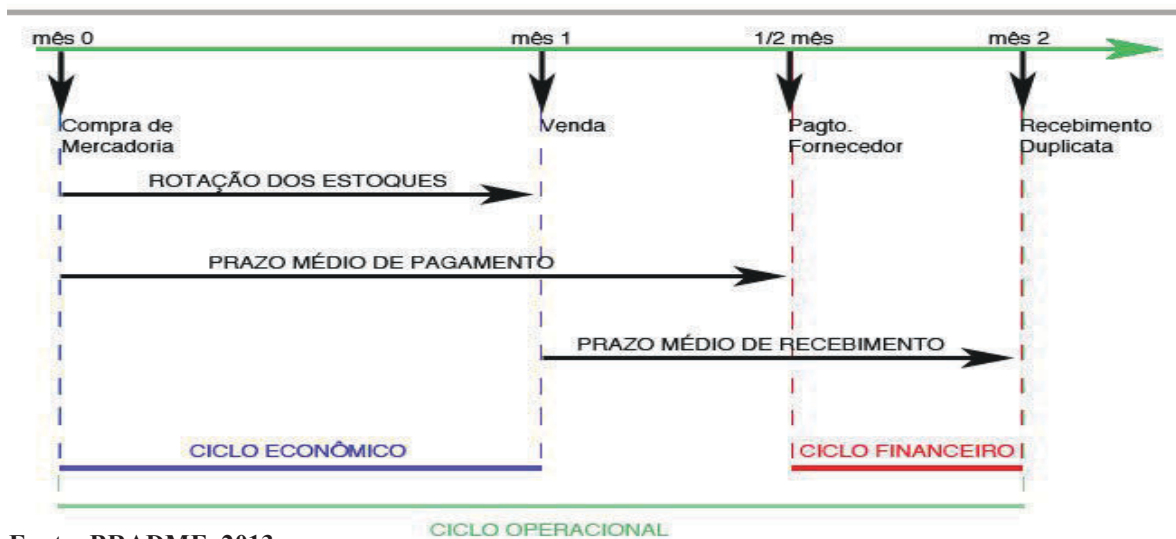 mês 0 mês 1 1/2 mês mês 2
Compra de Mercadoria
Venda
Pagto. Fornecedor
Recebimento Duplicata
ROTAÇÃO DOS ESTOQUES
PRAZO MÉDIO DE PAGAMENTO
PRAZO MÉDIO DE RECEBIMENTO
CICLO ECONÔMICO
CICLO FINANCEIRO
CICLO OPERACIONAL